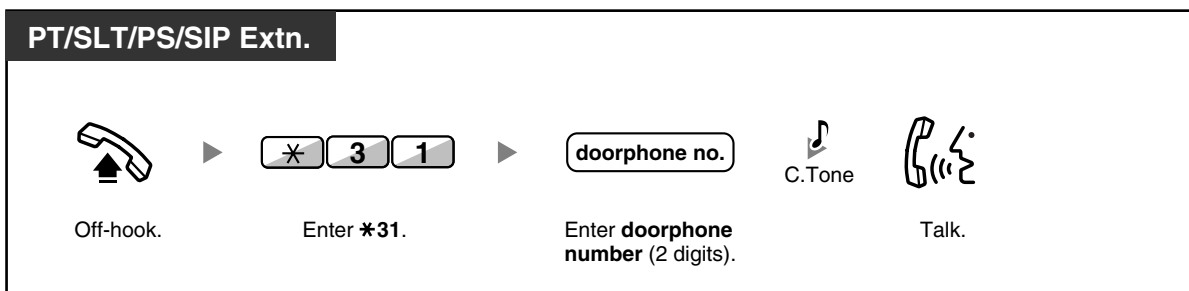 PT/SLT/PS/SIP Extn.
* 3 1
doorphone no.
C.Tone
Off-hook.
Enter *31.
Enter doorphone
number (2 digits).
Talk.